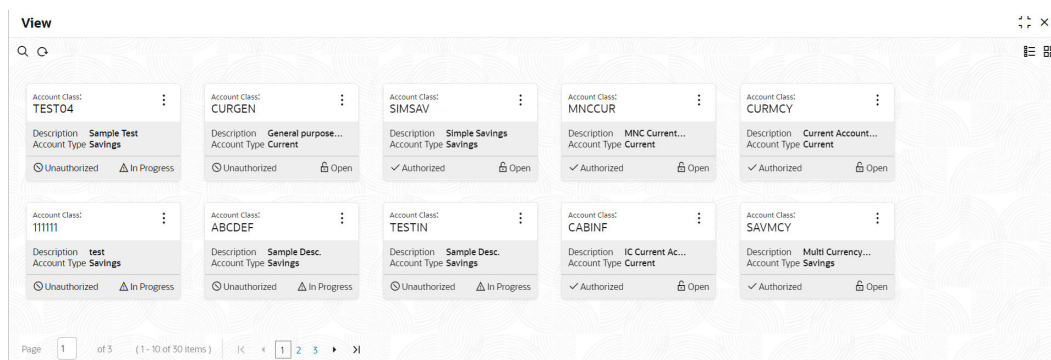 View
Account Class:
TEST04
Description Sample Test
Account Type Savings
Unauthorized In Progress
Account Class:
CURGEN
Description General purpose...
Account Type Current
Unauthorized Open
Account Class:
SIMSAV
Description Simple Savings
Account Type Savings
Authorized Open
Account Class:
MNCCUR
Description MNC Current...
Account Type Current
Authorized Open
Account Class:
CURMCY
Description Current Account...
Account Type Current
Authorized Open
Account Class:
111111
Description test
Account Type Savings
Unauthorized In Progress
Account Class:
ABCDEF
Description Sample Desc.
Account Type Savings
Unauthorized In Progress
Account Class:
TESTIN
Description Sample Desc.
Account Type Savings
Unauthorized In Progress
Account Class:
CABINF
Description IC Current Ac...
Account Type Current
Authorized Open
Account Class:
SAVMCY
Description Multi Currency...
Account Type Savings
Authorized Open
Page 1 of 3 (1 - 10 of 30 items) 1 2 3